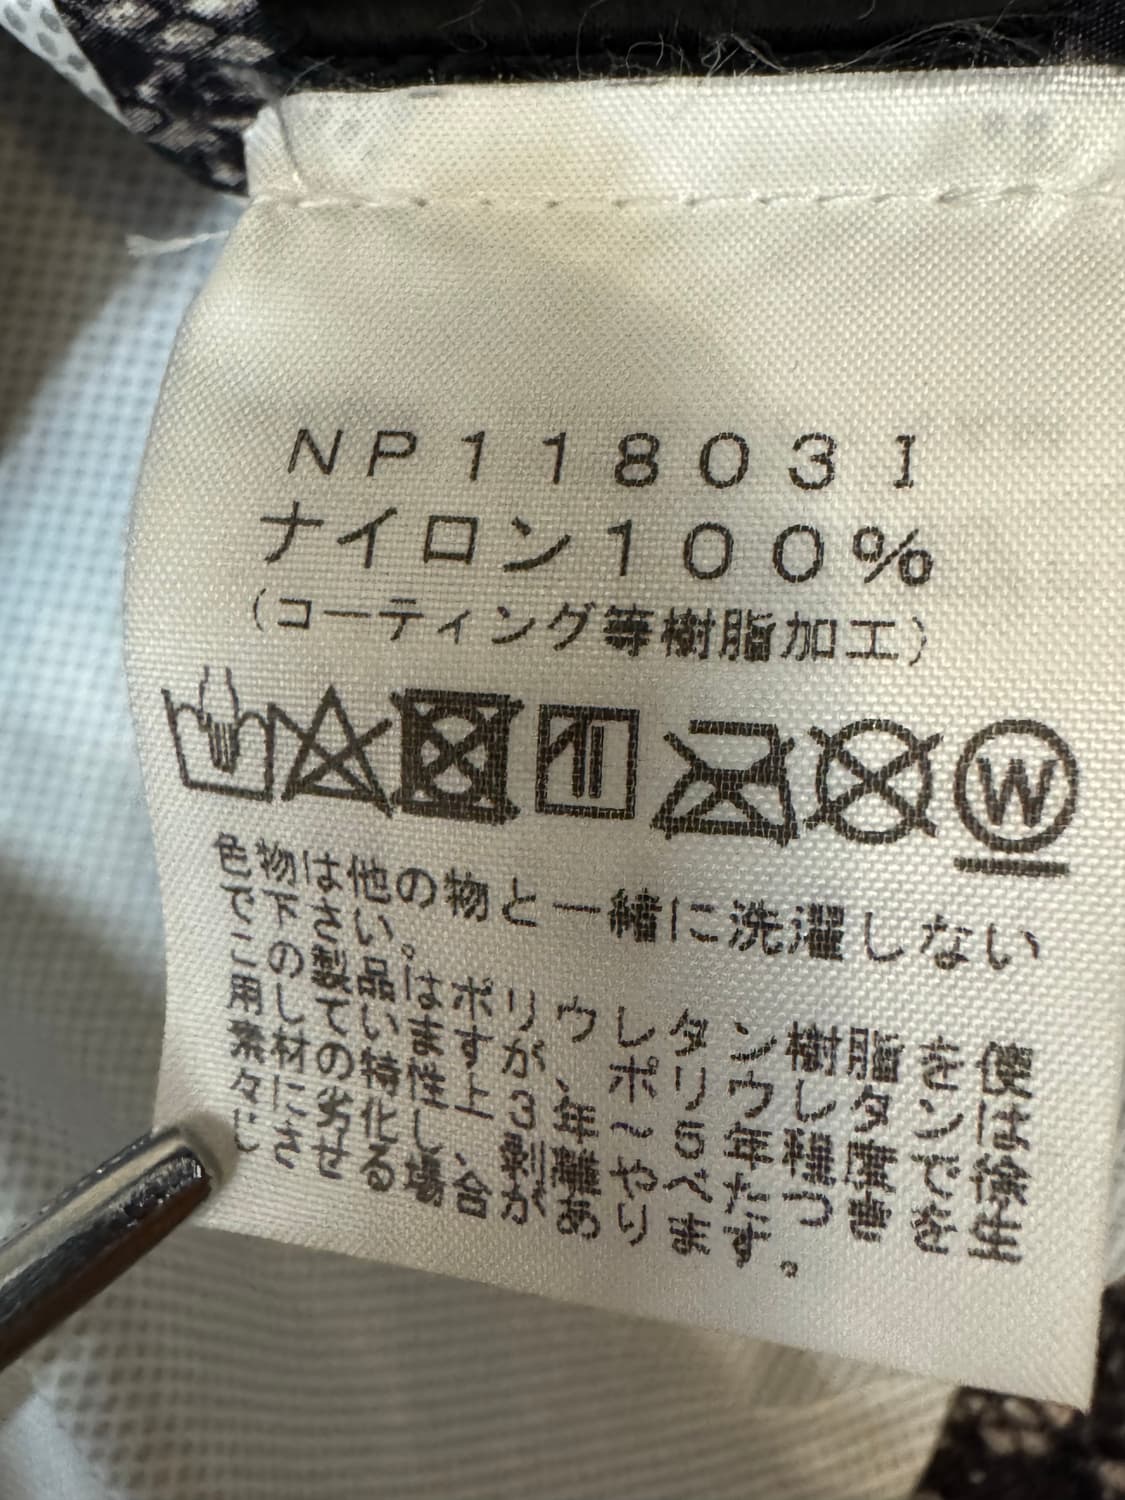 NP11803I
ナイロン100%
(コーティング等樹脂加工)
W
色物は他の物と一緒に洗濯しない
で下さい。
この製品はポリウレタン樹脂を使
用していますが、ポリウレタンは
素材の特性上3年~5年程度で徐
々に劣化し、剥離やべたつきが生
じさせる場合があります。